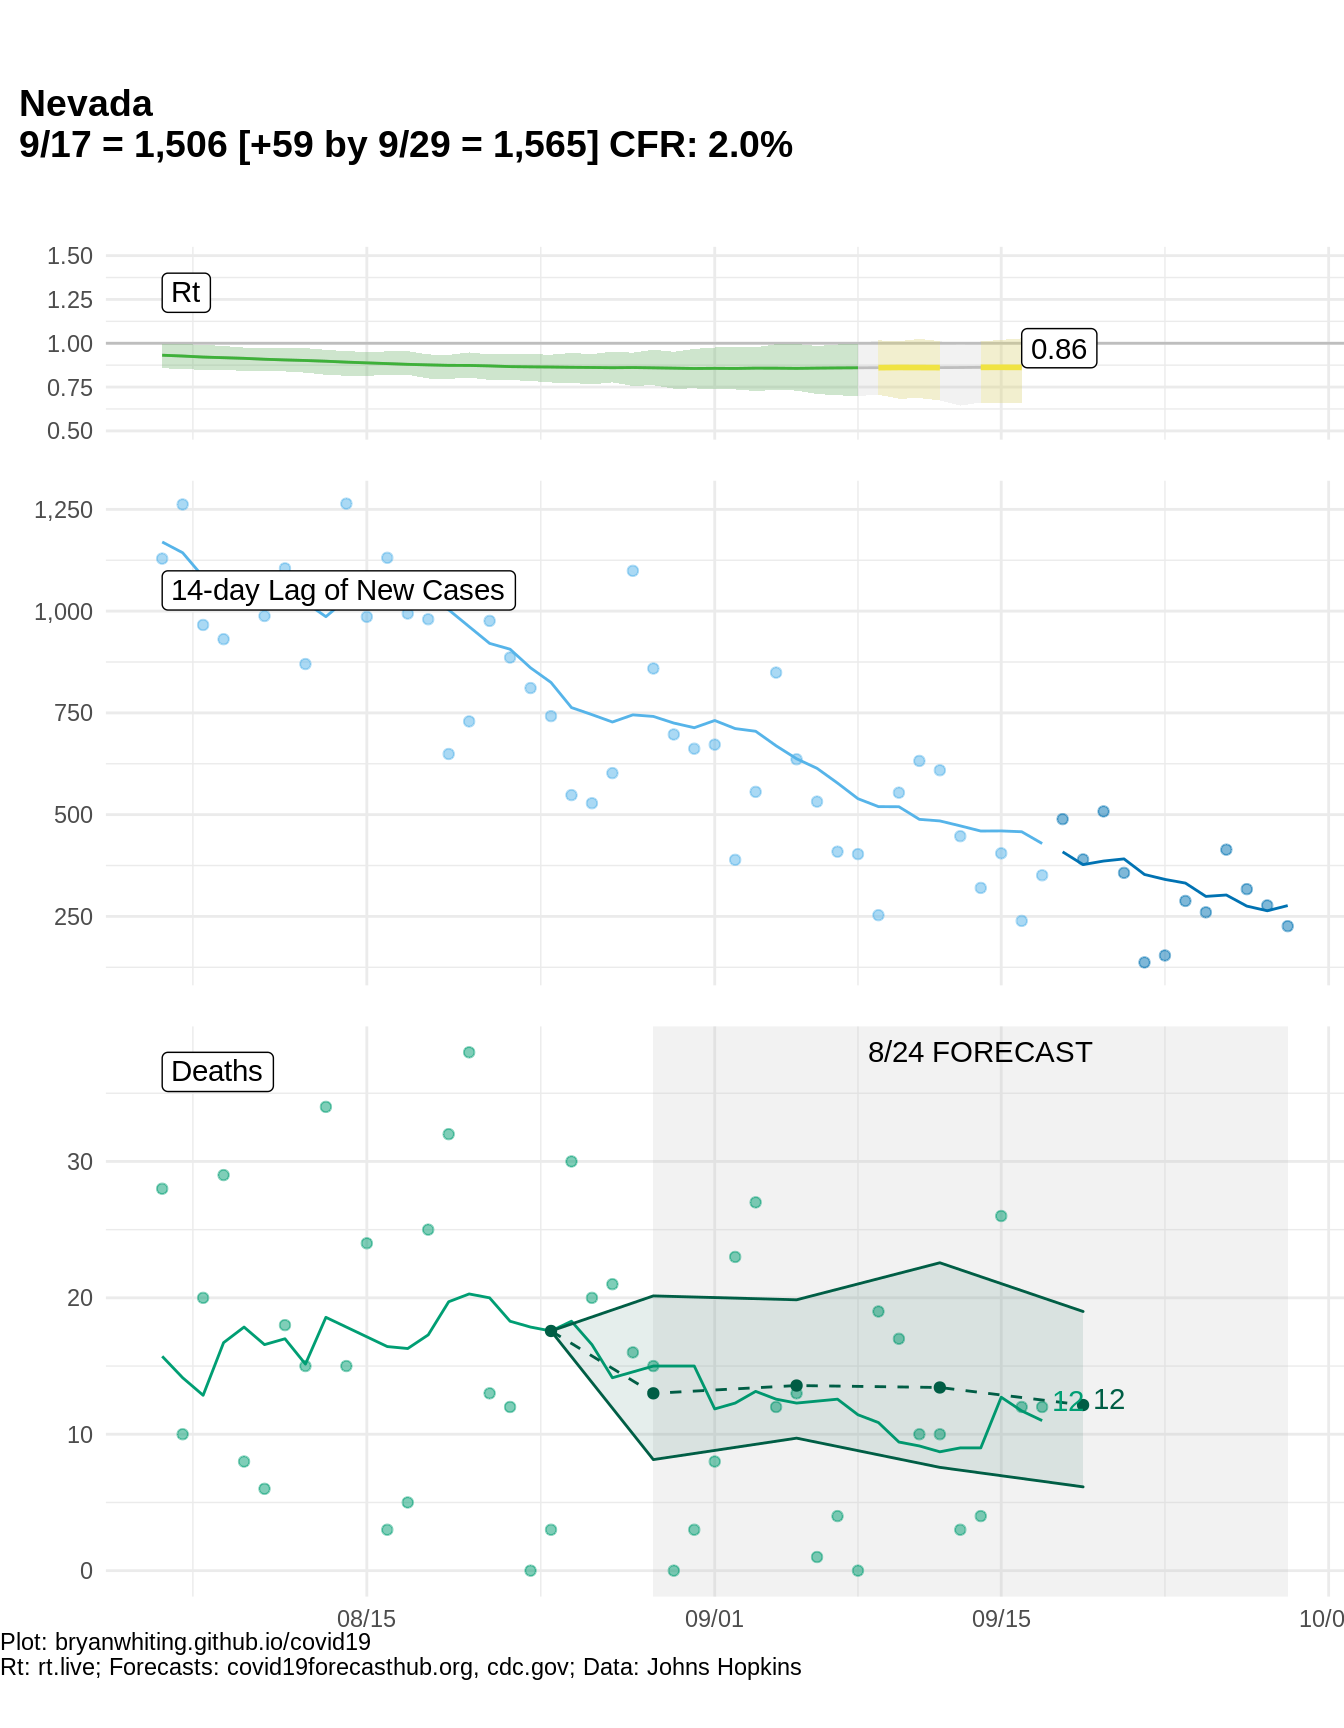 Nevada
9/17 = 1,506 [+59 by 9/29 = 1,565] CFR: 2.0%
1.50
1.25
1.00
0.75
0.50
Rt
0.86
1,250
1,000
750
500
250
14-day Lag of New Cases
30
20
10
0
Deaths
8/24 FORECAST
12
12
08/15
09/01
09/15
10/0
Plot: bryanwhiting.github.io/covid19
Rt: rt.live; Forecasts: covid19forecasthub.org, cdc.gov; Data: Johns Hopkins